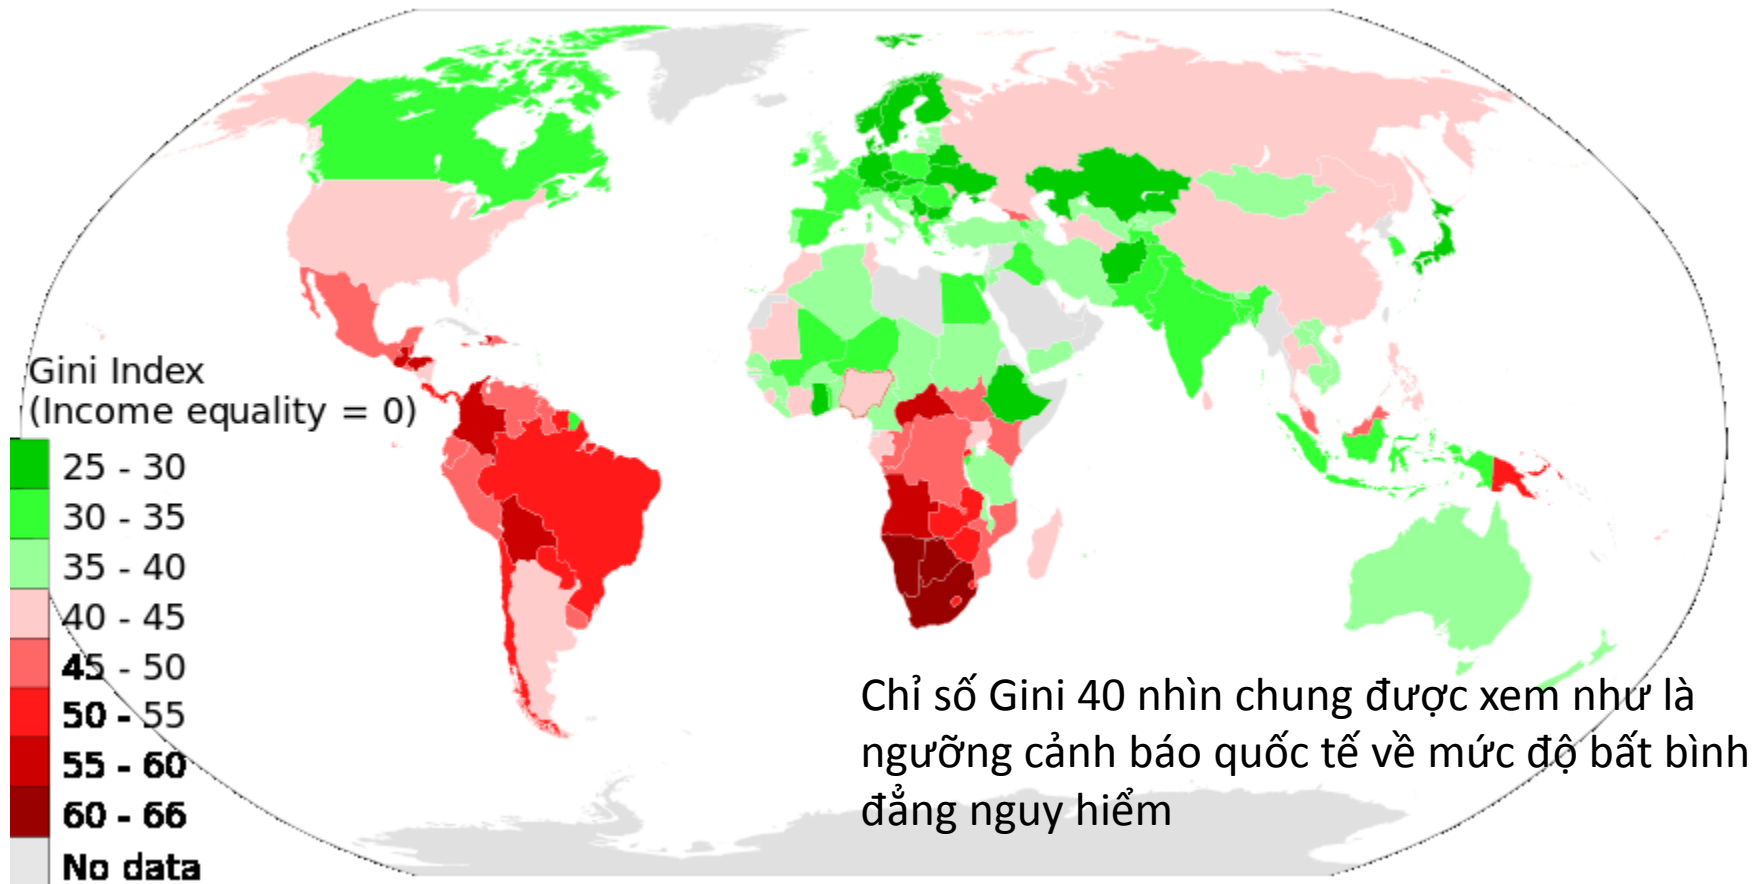 Gini Index
(Income equality = 0)
25 - 30
30 - 35
35 - 40
40 - 45
45 - 50
50 - 55
55 - 60
60 - 66
No data
Chỉ số Gini 40 nhìn chung được xem như là
ngưỡng cảnh báo quốc tế về mức độ bất bình
đẳng nguy hiểm